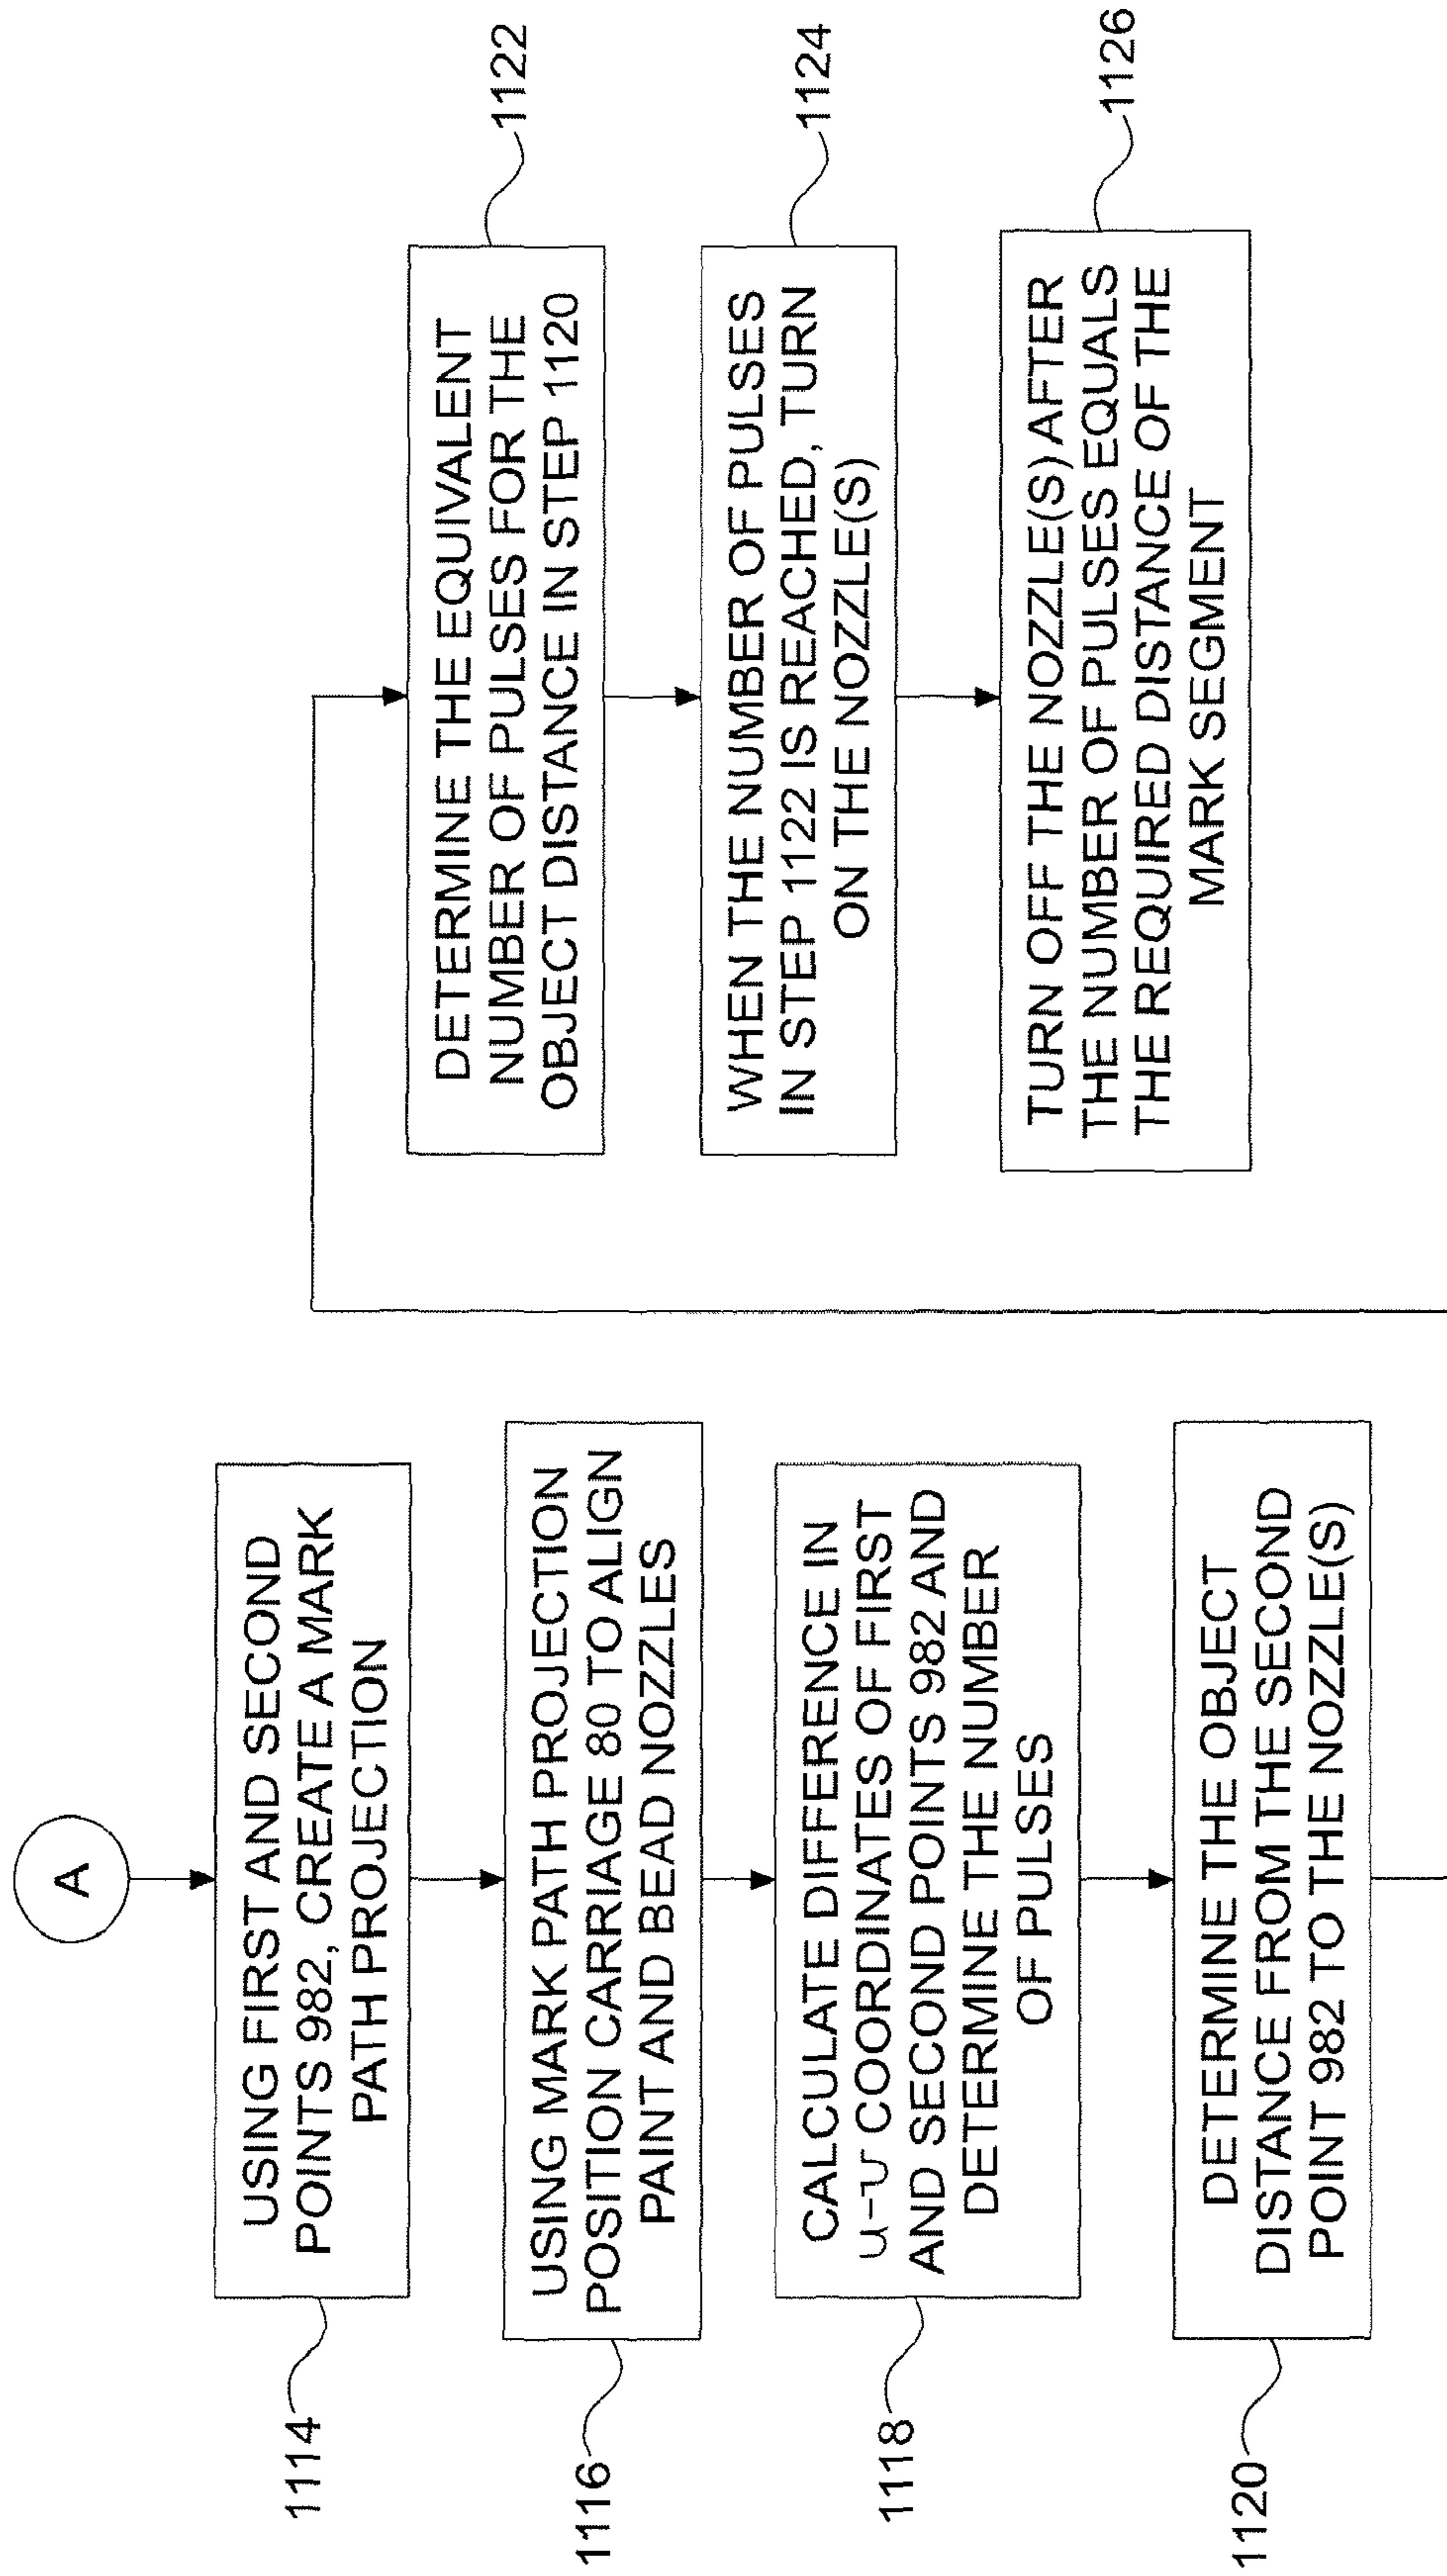 A
USING FIRST AND SECOND
POINTS 982, CREATE A MARK
PATH PROJECTION
1114
USING MARK PATH PROJECTION
POSITION CARRIAGE 80 TO ALIGN
PAINT AND BEAD NOZZLES
1116
CALCULATE DIFFERENCE IN
u-v COORDINATES OF FIRST
AND SECOND POINTS 982 AND
DETERMINE THE NUMBER
OF PULSES
1118
DETERMINE THE OBJECT
DISTANCE FROM THE SECOND
POINT 982 TO THE NOZZLE(S)
1120
DETERMINE THE EQUIVALENT
NUMBER OF PULSES FOR THE
OBJECT DISTANCE IN STEP 1120
1122
WHEN THE NUMBER OF PULSES
IN STEP 1122 IS REACHED, TURN
ON THE NOZZLE(S)
1124
TURN OFF THE NOZZLE(S) AFTER
THE NUMBER OF PULSES EQUALS
THE REQUIRED DISTANCE OF THE
MARK SEGMENT
1126